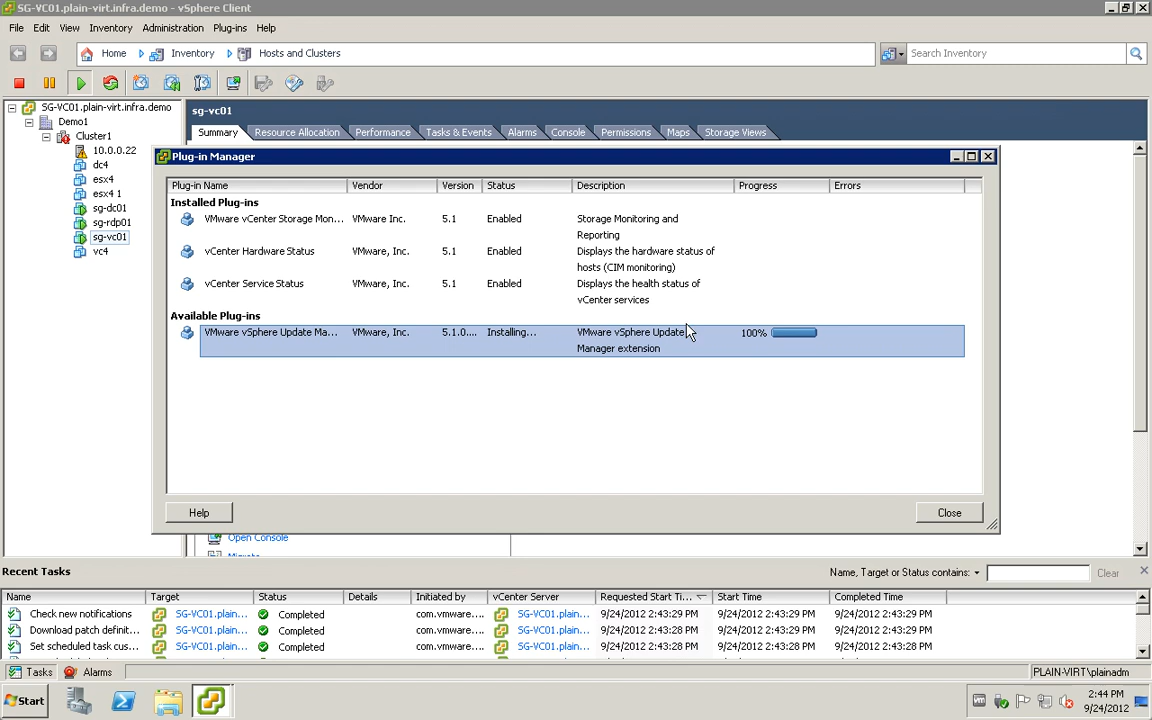 SG-VC01.plain-virt.infra.demo - vSphere Client
File Edit View Inventory Administration Plug-ins Help
Home Inventory Hosts and Clusters
Search Inventory
SG-VC01.plain-virt.infra.demo
Demo1
Cluster1
10.0.0.22
dc4
esx4
esx4 1
sg-dc01
sg-rdp01
sg-vc01
vc4
sg-vc01
Summary Resource Allocation Performance Tasks & Events Alarms Console Permissions Maps Storage Views
Plug-in Manager
Plug-in Name Vendor Version Status Description Progress Errors
Installed Plug-ins
VMware vCenter Storage Mon... VMware Inc. 5.1 Enabled Storage Monitoring and
Reporting
vCenter Hardware Status VMware, Inc. 5.1 Enabled Displays the hardware status of
hosts (CIM monitoring)
vCenter Service Status VMware, Inc. 5.1 Enabled Displays the health status of
vCenter services
Available Plug-ins
VMware vSphere Update Ma... VMware, Inc. 5.1.0.... Installing... VMware vSphere Update 100%
Manager extension
Help Close
Open Console
Recent Tasks
Name, Target or Status contains: Clear
Name Target Status Details Initiated by vCenter Server Requested Start Ti... Start Time Completed Time
Check new notifications SG-VC01.plain... Completed com.vmware.... SG-VC01.plain... 9/24/2012 2:43:29 PM 9/24/2012 2:43:29 PM 9/24/2012 2:43:29 PM
Download patch definit... SG-VC01.plain... Completed com.vmware.... SG-VC01.plain... 9/24/2012 2:43:28 PM 9/24/2012 2:43:28 PM 9/24/2012 2:43:29 PM
Set scheduled task cus... SG-VC01.plain... Completed com.vmware.... SG-VC01.plain... 9/24/2012 2:43:28 PM 9/24/2012 2:43:28 PM 9/24/2012 2:43:28 PM
Tasks Alarms
PLAIN-VIRT\plainadm
Start
2:44 PM
9/24/2012